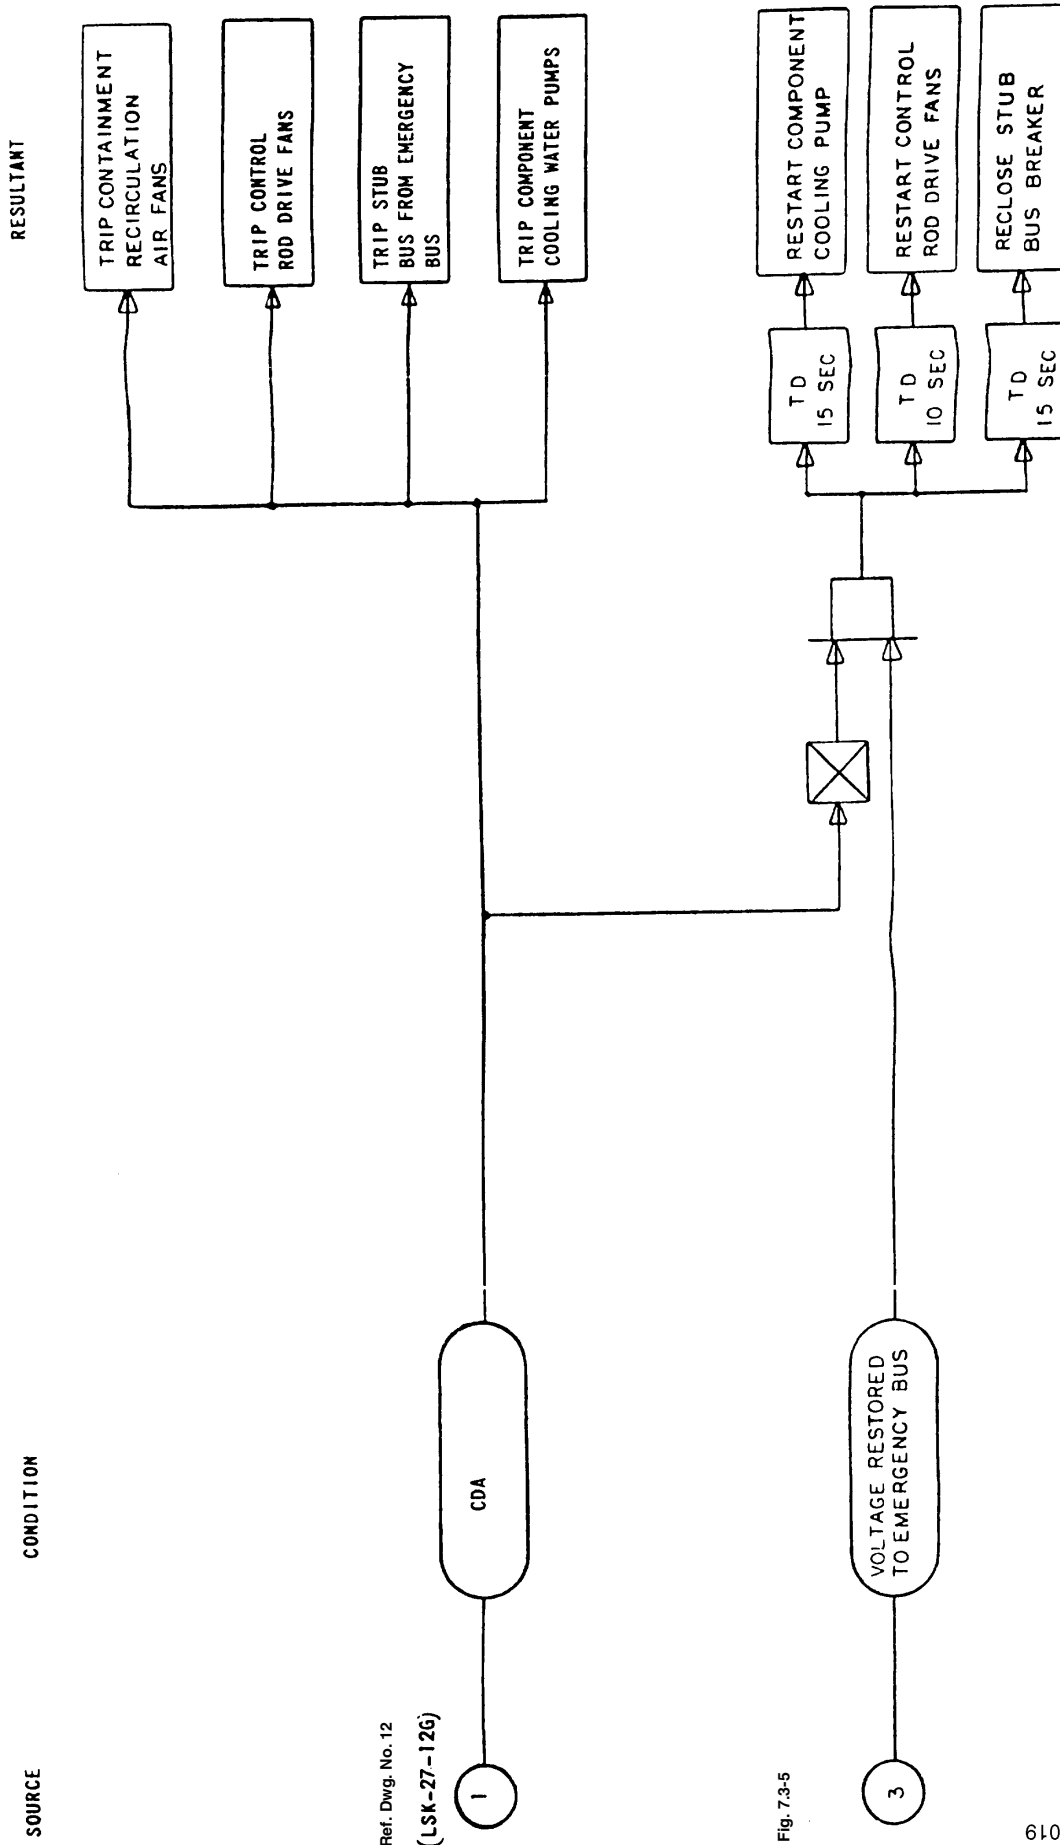 SOURCE
CONDITION
RESULTANT
Ref. Dwg. No. 12
(LSK-27-12G)
1
CDA
TRIP CONTAINMENT
RECIRCULATION
AIR FANS
TRIP CONTROL
ROD DRIVE FANS
TRIP STUB
BUS FROM EMERGENCY
BUS
TRIP COMPONENT
COOLING WATER PUMPS
Fig. 7.3-5
3
VOLTAGE RESTORED
TO EMERGENCY BUS
TD
15 SEC
RESTART COMPONENT
COOLING PUMP
TD
10 SEC
RESTART CONTROL
ROD DRIVE FANS
TD
15 SEC
RECLOSE STUB
BUS BREAKER
019